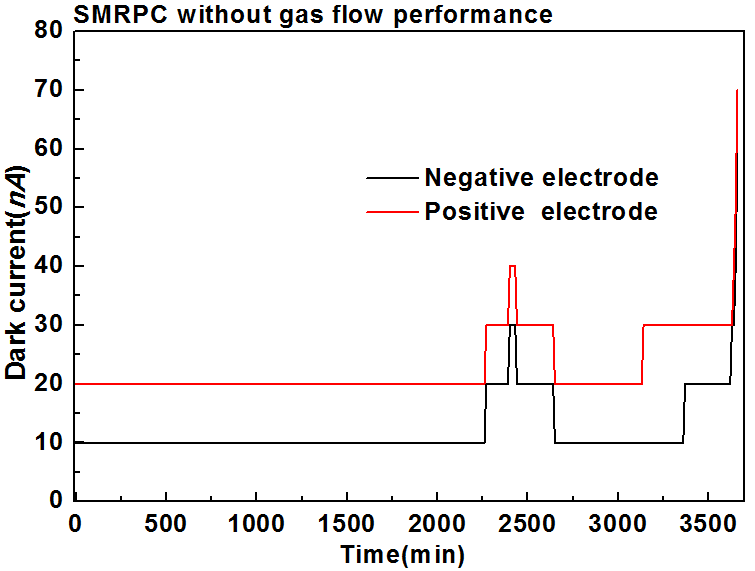 SMRPC without gas flow performance
80
70
60
50
40
30
20
10
0
Dark current(nA)
Negative electrode
Positive electrode
0 500 1000 1500 2000 2500 3000 3500
Time(min)